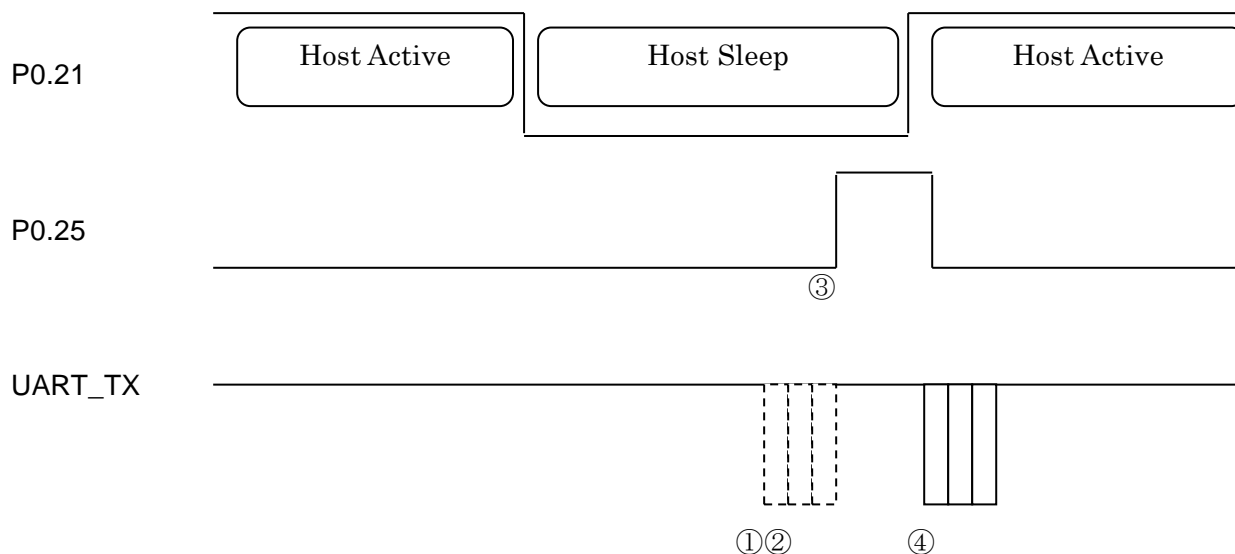 P0.21
Host Active
Host Sleep
Host Active
P0.25
③
UART_TX
①②
④